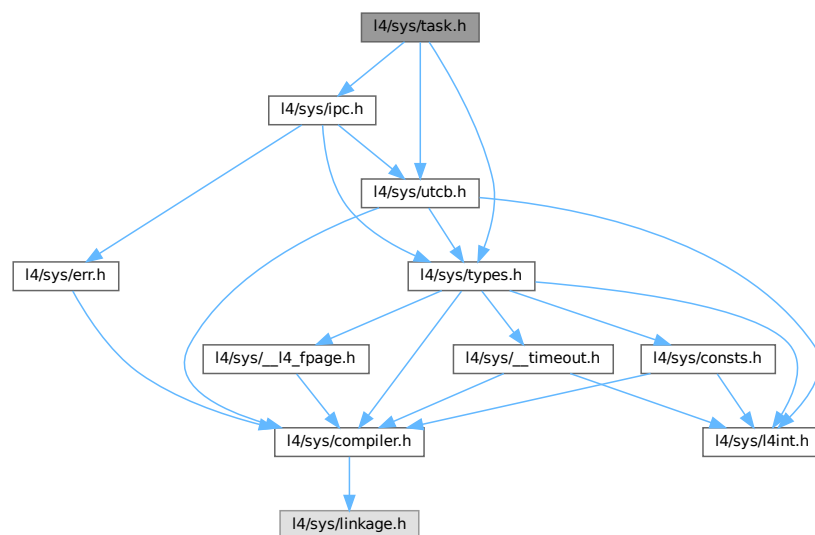 l4/sys/task.h
l4/sys/ipc.h
l4/sys/utcb.h
l4/sys/err.h
l4/sys/types.h
l4/sys/__l4_fpage.h
l4/sys/__timeout.h
l4/sys/consts.h
l4/sys/compiler.h
l4/sys/l4int.h
l4/sys/linkage.h